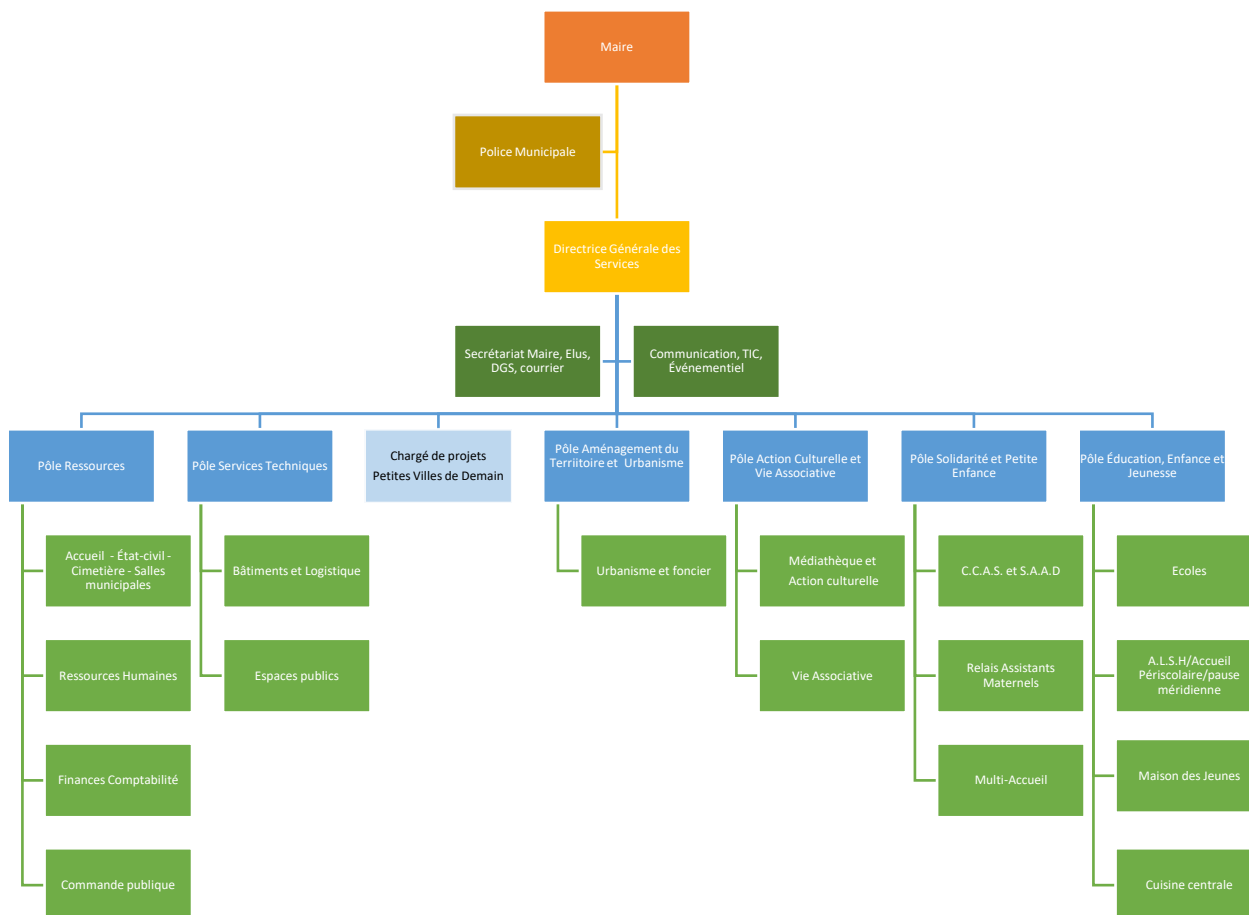 Maire
Police Municipale
Directrice Générale des
Services
Secrétariat Maire, Elus,
DGS, courrier
Communication, TIC,
Événementiel
Pôle Ressources
Pôle Services Techniques
Chargé de projets
Petites Villes de Demain
Pôle Aménagement du
Terriitoire et Urbanisme
Pôle Action Culturelle et
Vie Associative
Pôle Solidarité et Petite
Enfance
Pôle Éducation, Enfance et
Jeunesse
Accueil - État-civil -
Cimetière - Salles
municipales
Ressources Humaines
Finances Comptabilité
Commande publique
Bâtiments et Logistique
Espaces publics
Urbanisme et foncier
Médiathèque et
Action culturelle
Vie Associative
C.C.A.S. et S.A.A.D
Relais Assistants
Maternels
Multi-Accueil
Ecoles
A.L.S.H/Accueil
Périscolaire/pause
méridienne
Maison des Jeunes
Cuisine centrale